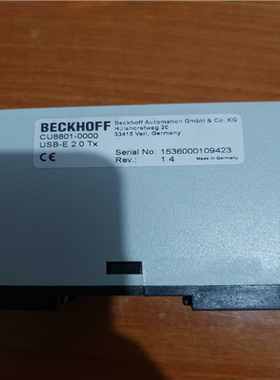 BECKHOFF
CU8801-0000
USB-E 2.0 Tx
Beckhoff Automation GmbH & Co. KG
Hülshorstweg 20
33415 Verl, Germany
Serial No: 1536000109423
Rev.: 1.4
Made in Germany